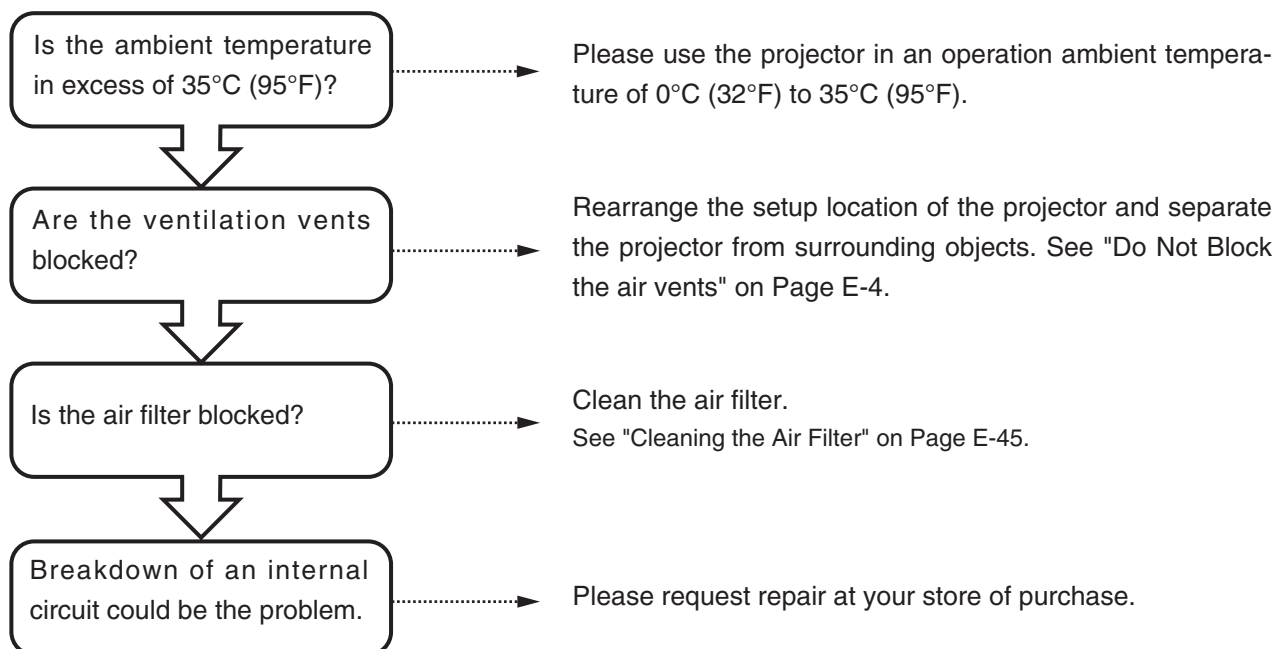 Is the ambient temperature
in excess of 35°C (95°F)?
Please use the projector in an operation ambient tempera-
ture of 0°C (32°F) to 35°C (95°F).
Are the ventilation vents
blocked?
Rearrange the setup location of the projector and separate
the projector from surrounding objects. See "Do Not Block
the air vents" on Page E-4.
Is the air filter blocked?
Clean the air filter.
See "Cleaning the Air Filter" on Page E-45.
Breakdown of an internal
circuit could be the problem.
Please request repair at your store of purchase.